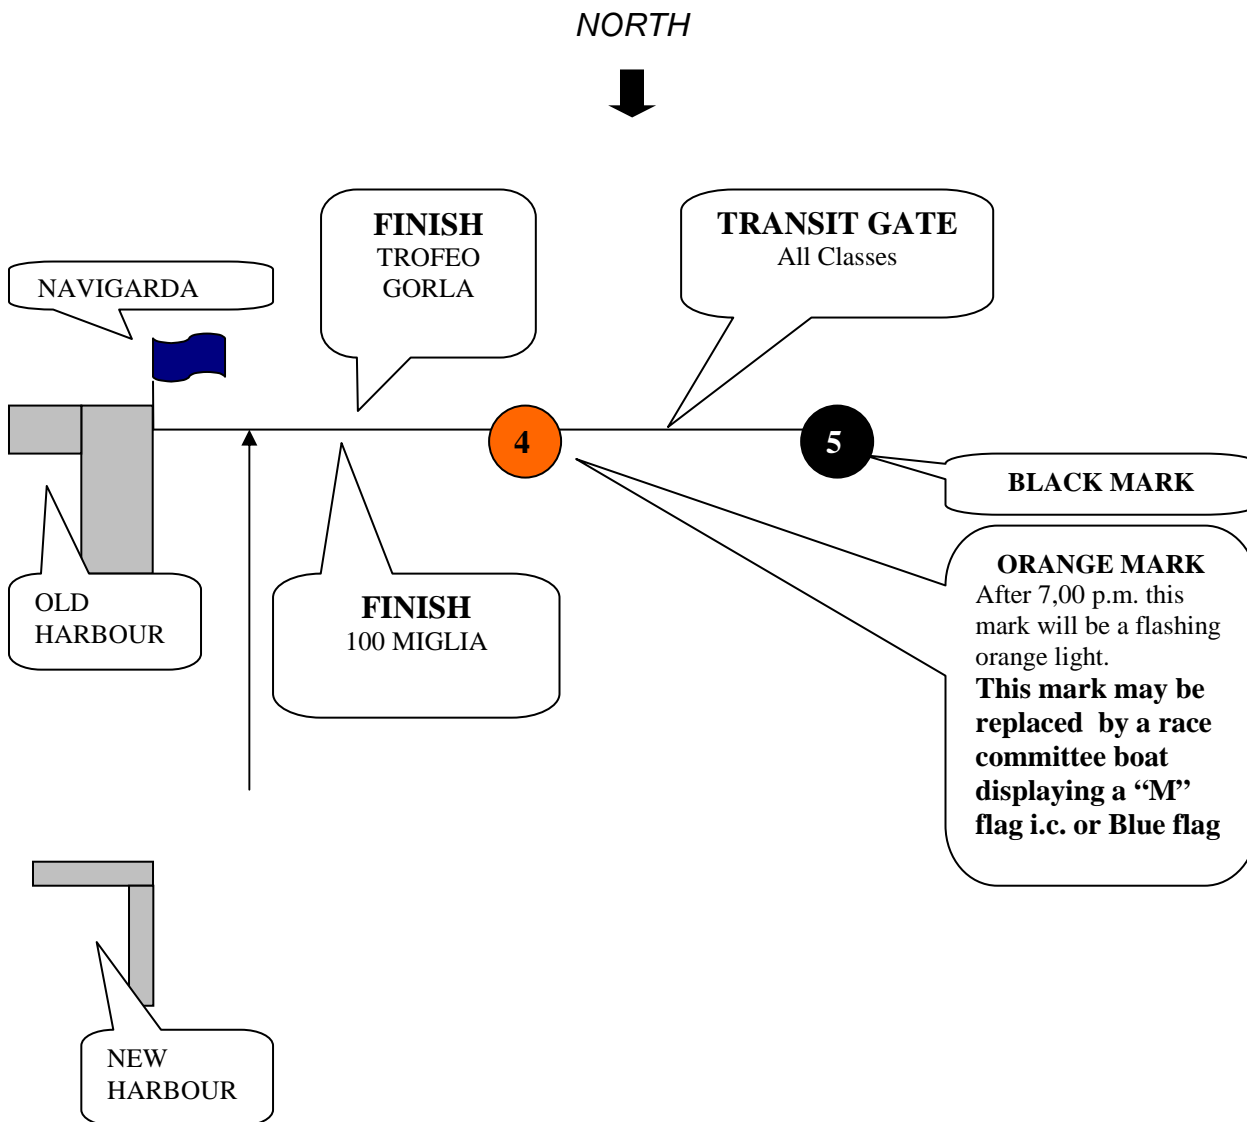 NORTH
FINISH
TROFEO
GORLA
TRANSIT GATE
All Classes
NAVIGARDA
4
5
BLACK MARK
OLD
HARBOUR
FINISH
100 MIGLIA
ORANGE MARK
After 7,00 p.m. this
mark will be a flashing
orange light.
This mark may be
replaced by a race
committee boat
displaying a “M”
flag i.c. or Blue flag
NEW
HARBOUR